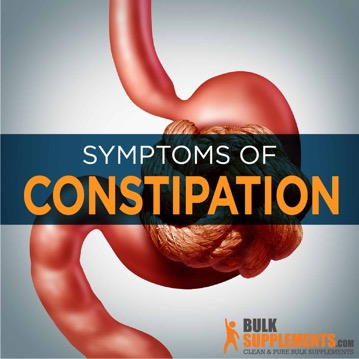 SYMPTOMS OF
CONSTIPATION
BULK
SUPPLEMENTS.COM
CLEAN & PURE BULK SUPPLEMENTS